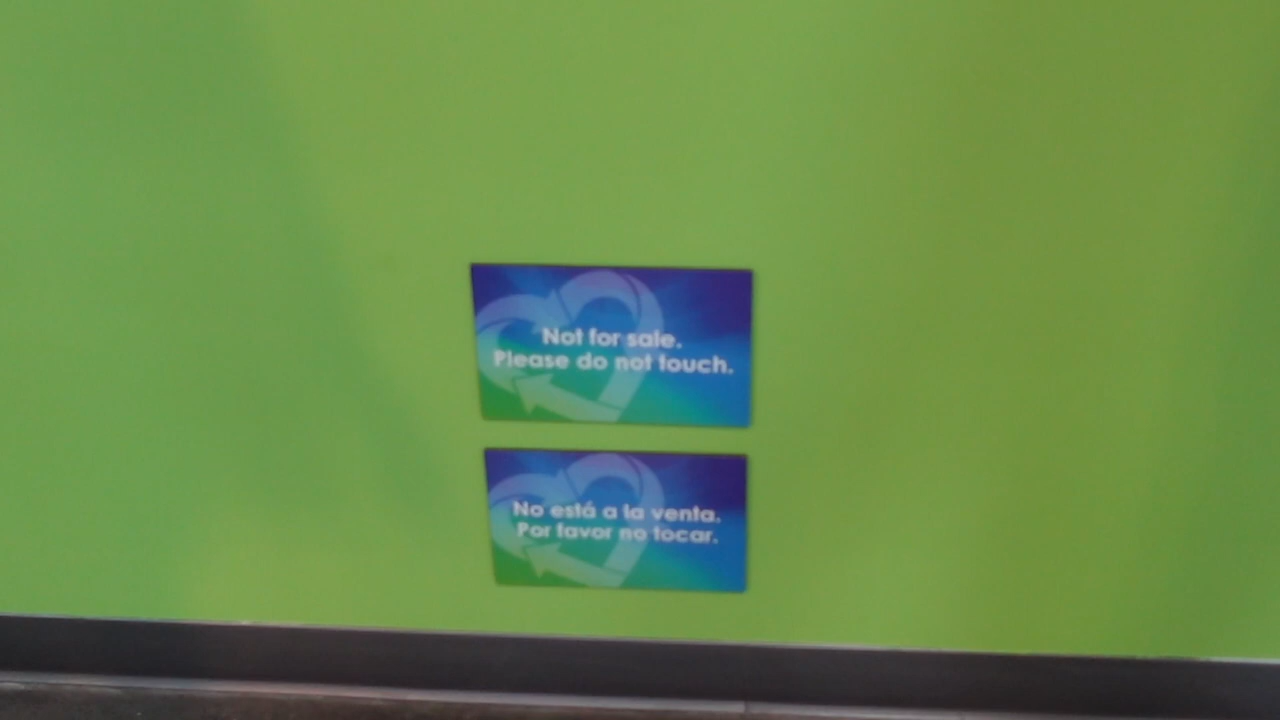 Not for sale.
Please do not touch.
No está a la venta.
Por favor no tocar.